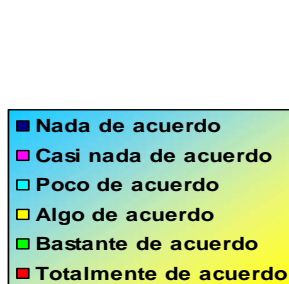 Nada de acuerdo
Casi nada de acuerdo
Poco de acuerdo
Algo de acuerdo
Bastante de acuerdo
Totalmente de acuerdo